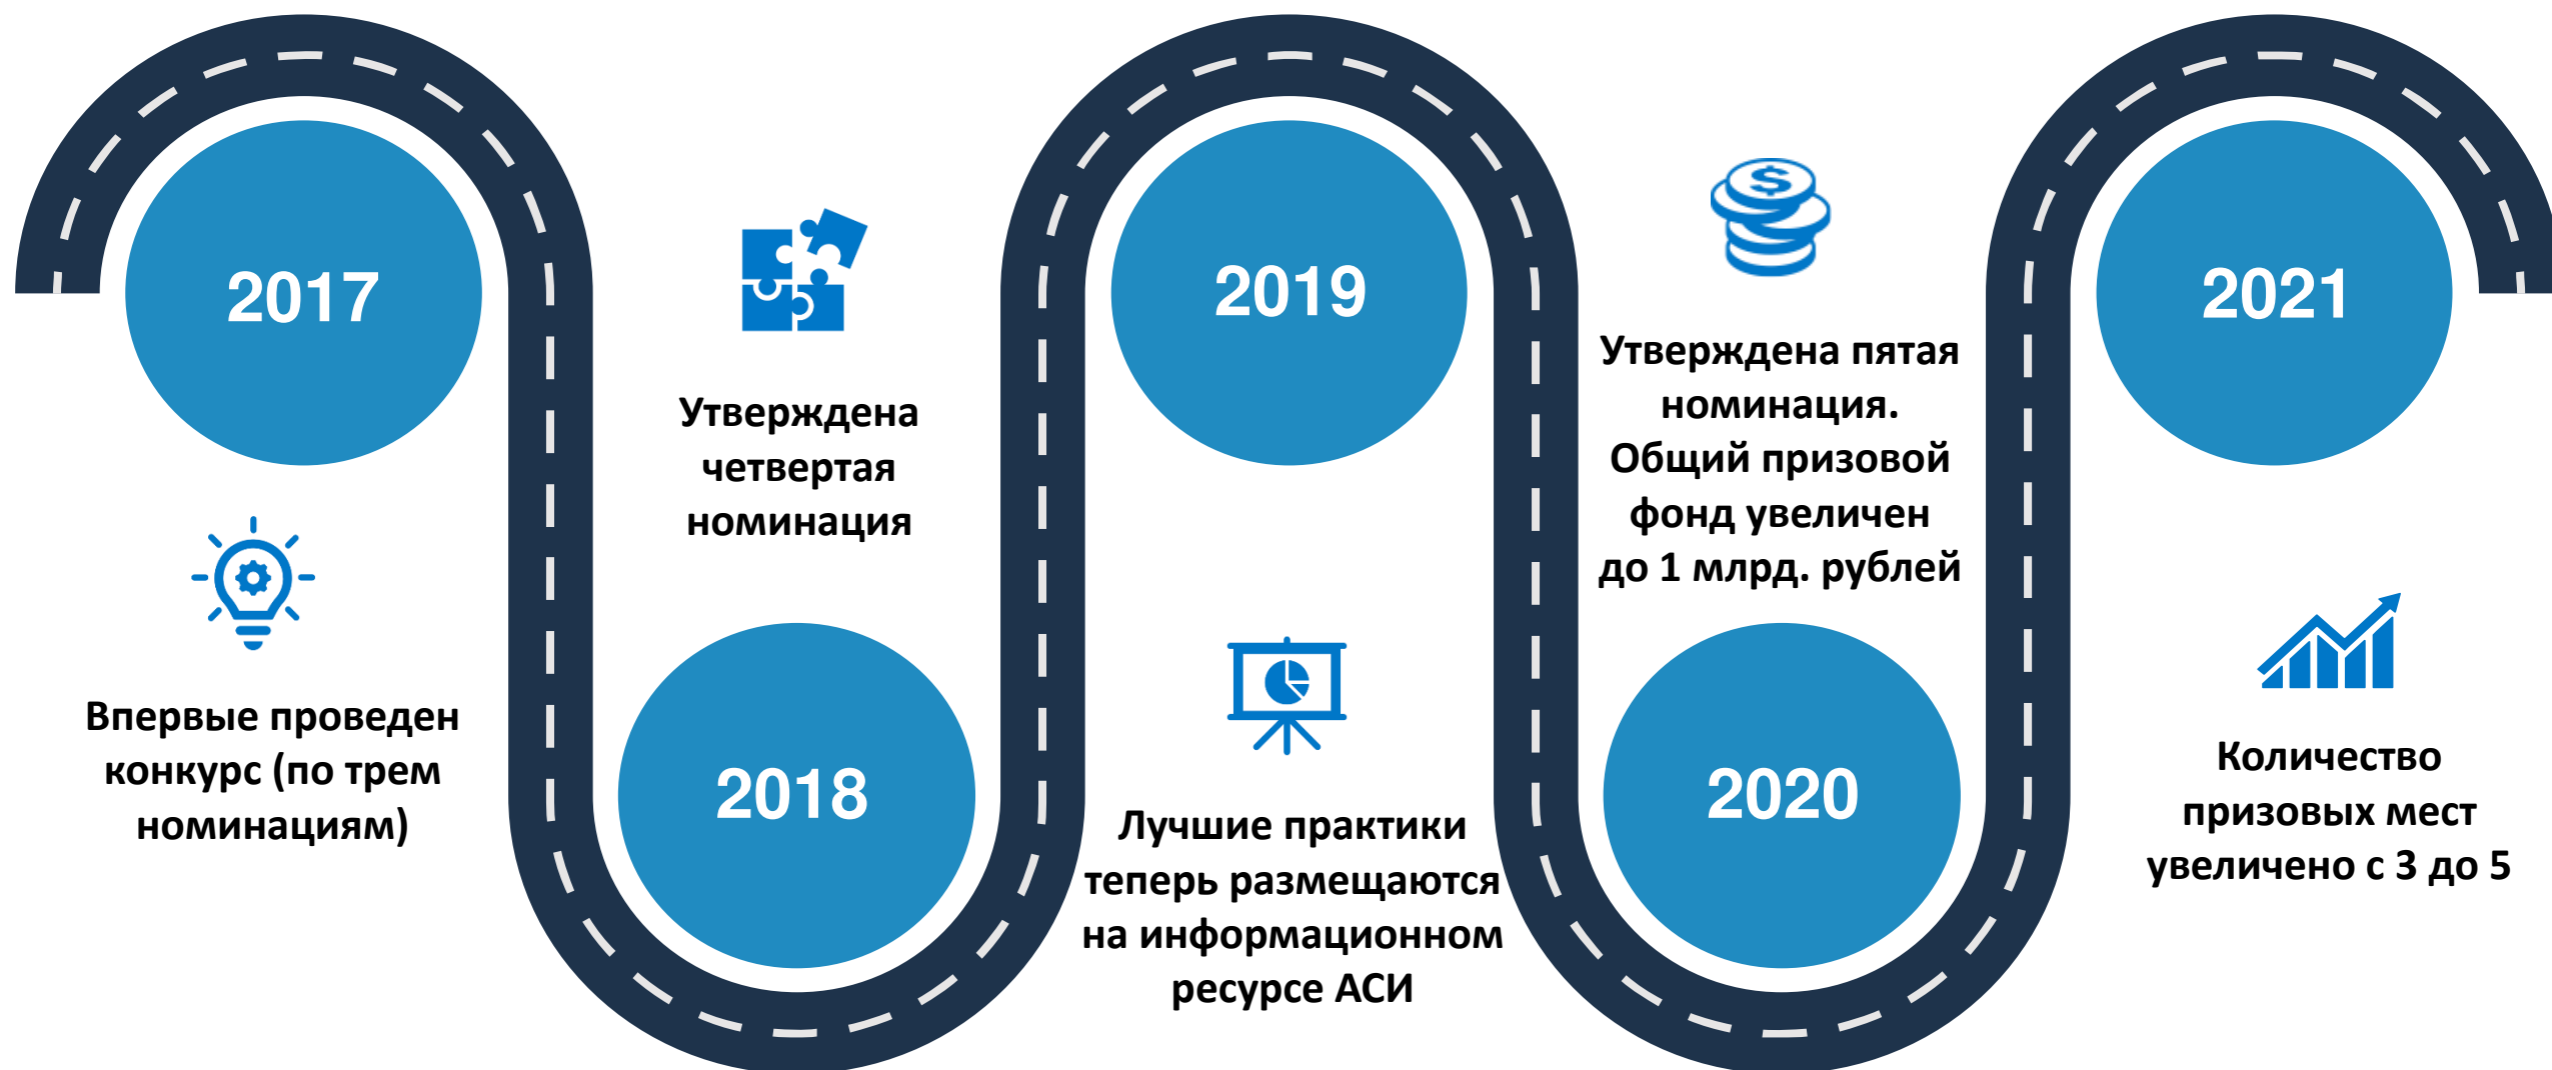 2017
Впервые проведен
конкурс (по трем
номинациям)
Утверждена
четвертая
номинация
2018
2019
Лучшие практики
теперь размещаются
на информационном
ресурсе АСИ
$
Утверждена пятая
номинация.
Общий призовой
фонд увеличен
до 1 млрд. рублей
2020
2021
Количество
призовых мест
увеличено с 3 до 5